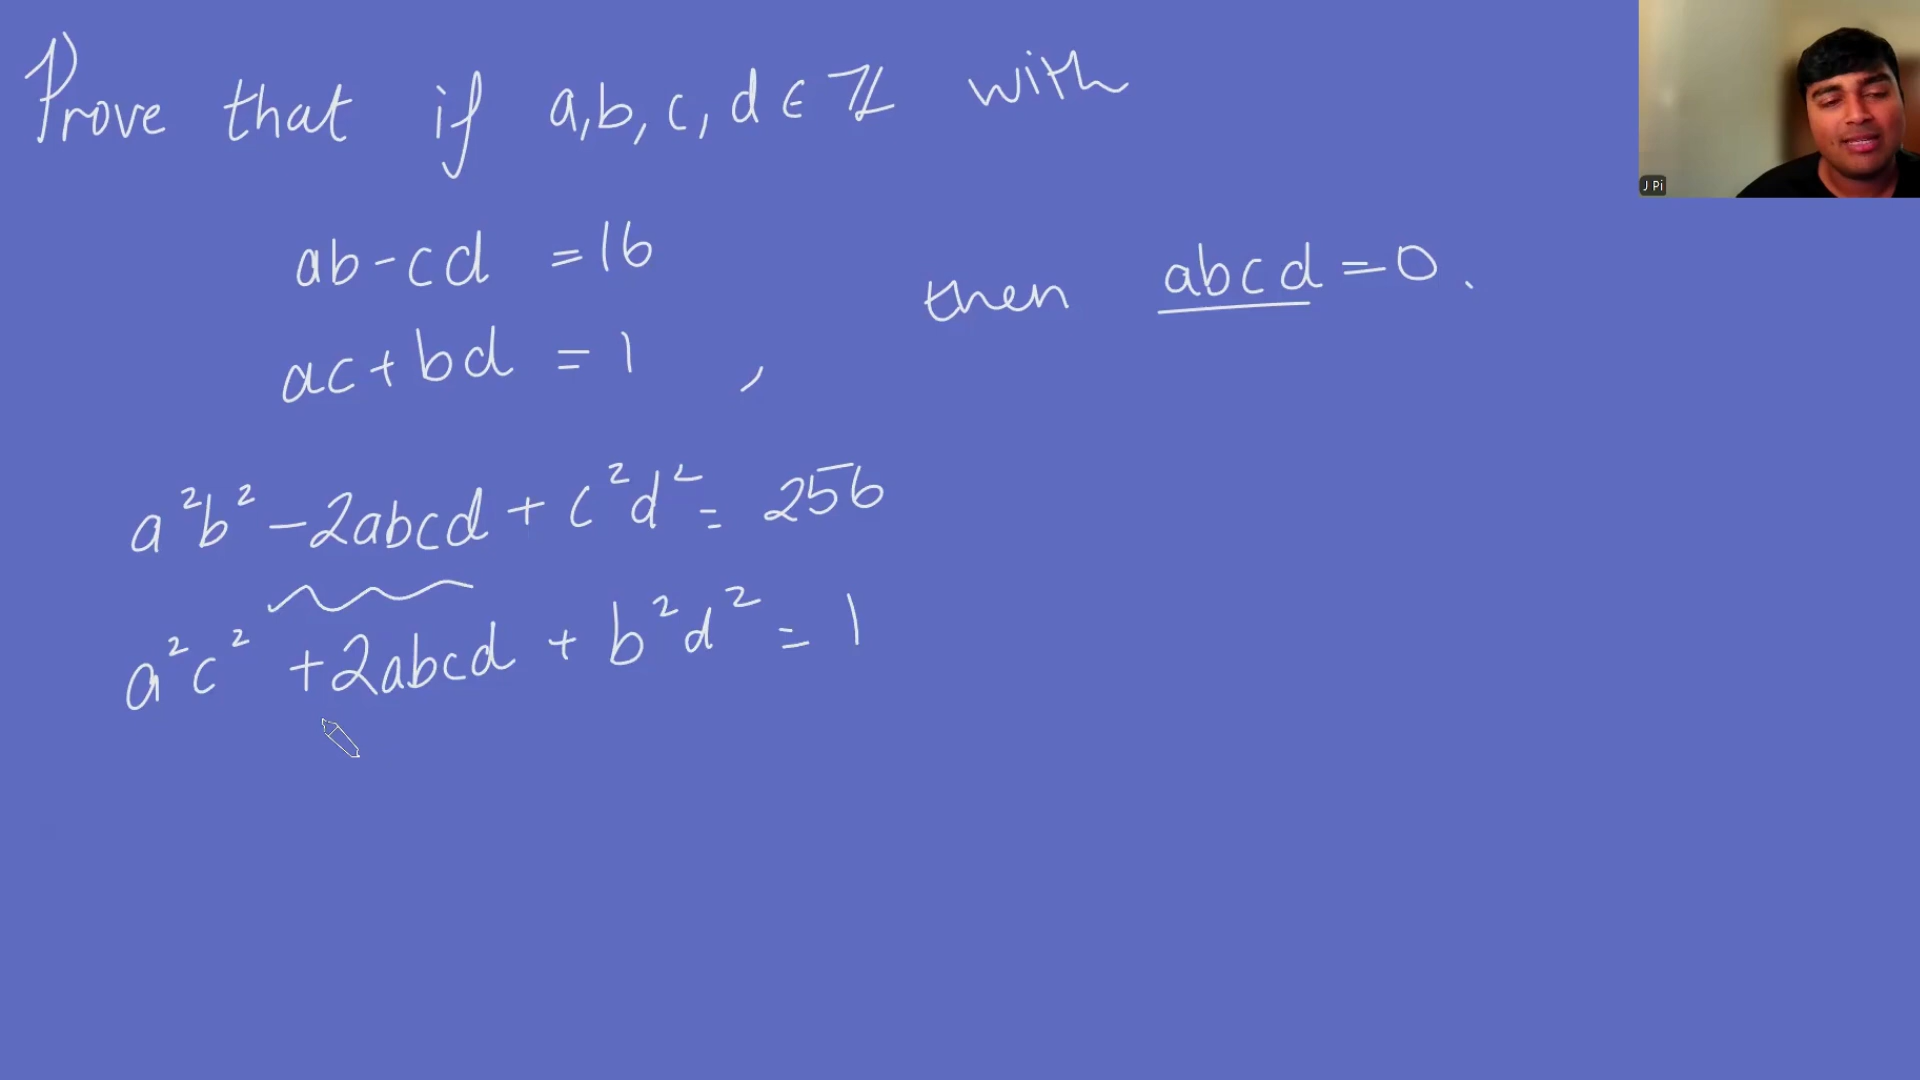 Prove that if a, b, c, d ∈ ℤ with
ab - cd = 16
then abcd = 0.
ac + bd = 1 ,
a²b² - 2abcd + c²d² = 256
a²c² + 2abcd + b²d² = 1
J Pi